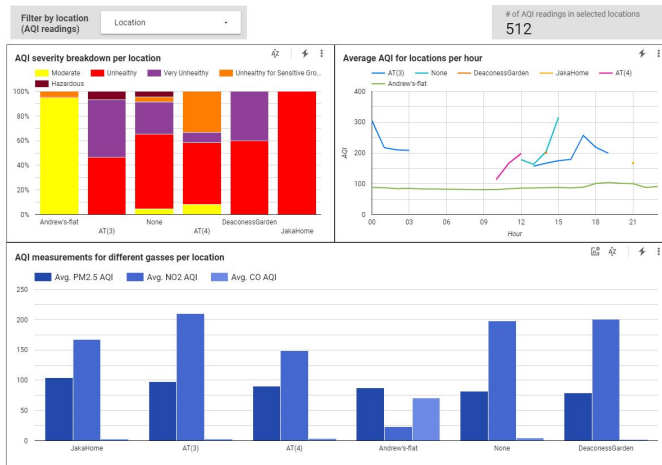 Filter by location
(AQI readings)
Location
# of AQI readings in selected locations
512
AQI severity breakdown per location
Moderate Unhealthy Very Unhealthy Unhealthy for Sensitive Gro...
Hazardous
100%
80%
60%
40%
20%
0%
Andrew's-flat None DeaconessGarden
AT(3) AT(4) JakaHome
Average AQI for locations per hour
AT(3) None DeaconessGarden JakaHome AT(4)
Andrew's-flat
400
300
200
100
0
AQI
00 03 06 09 12 15 18 21
Hour
AQI measurements for different gasses per location
Avg. PM2.5 AQI Avg. NO2 AQI Avg. CO AQI
250
200
150
100
50
0
JakaHome AT(3) AT(4) Andrew's-flat None DeaconessGarden